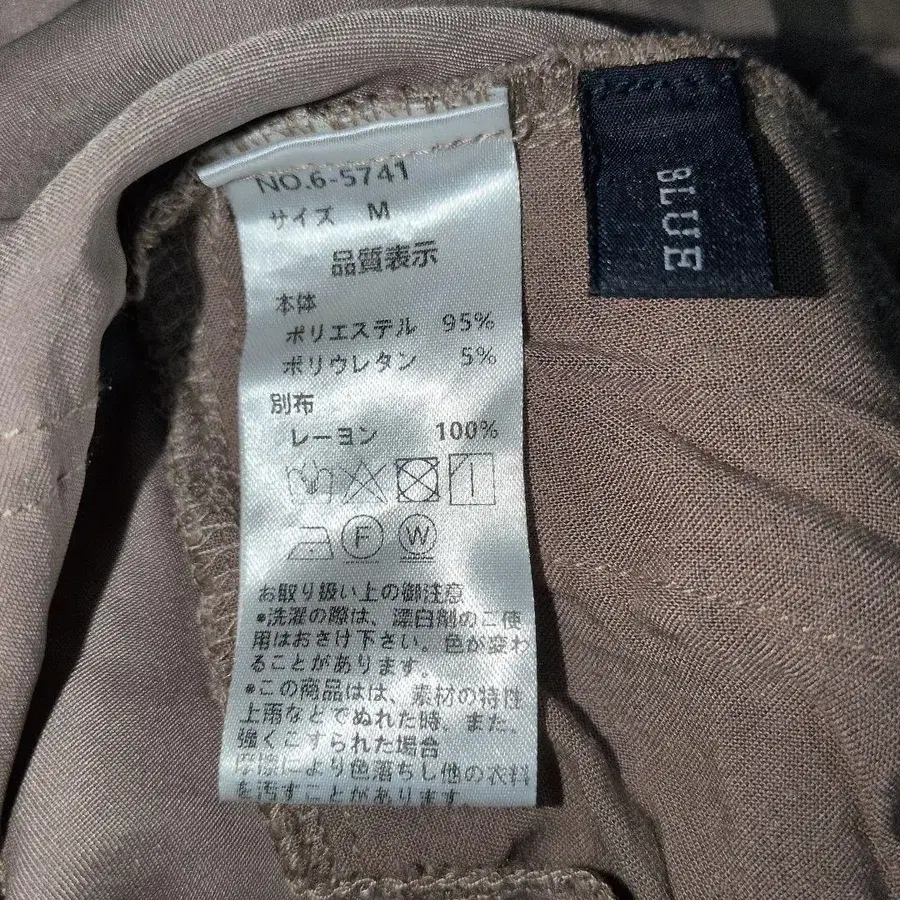 NO.6-5741
サイズ M
品質表示
本体
ポリエステル 95%
ポリウレタン 5%
別布
レーヨン 100%
F W
お取り扱い上の御注意
•洗濯の際は、漂白剤のご使
用はおさけ下さい。色が変わ
ることがあります.
•この商品はは、素材の特性
上雨などでぬれた時、また、
強くこすられた場合
摩擦により色落ちし他の衣料
を汚すことがあります.
BLUE